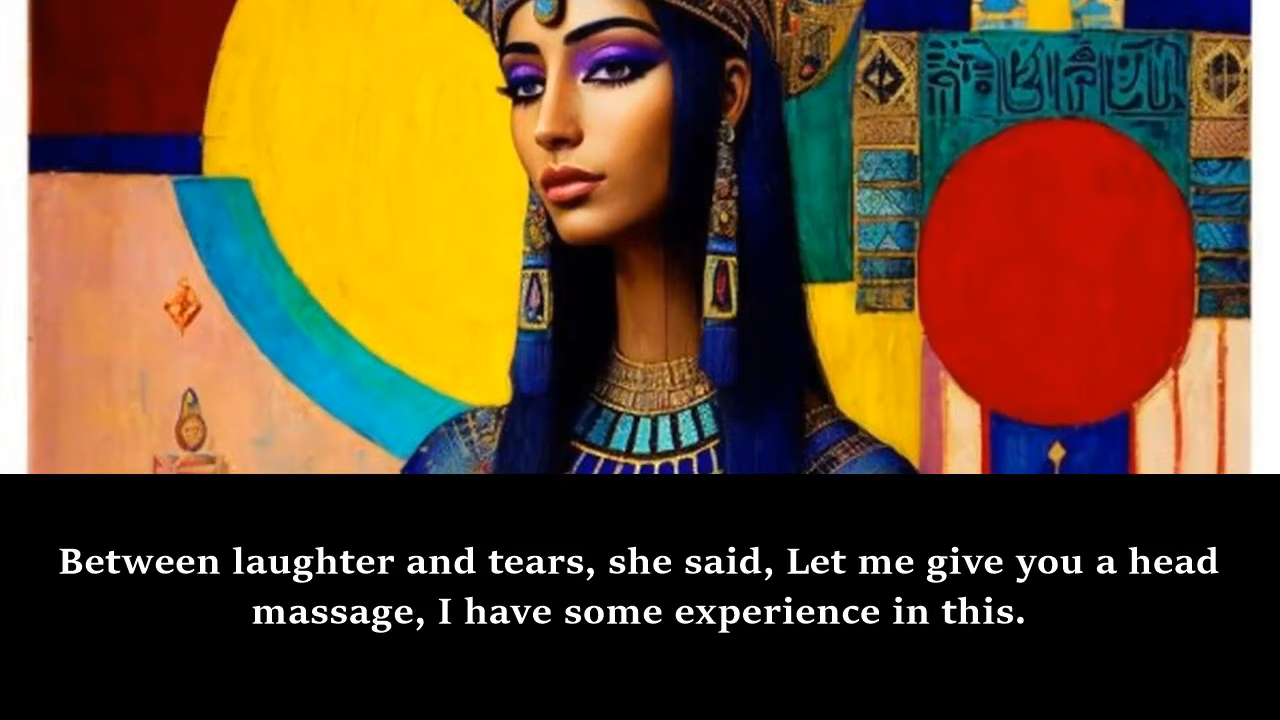 Between laughter and tears, she said, Let me give you a head
massage, I have some experience in this.